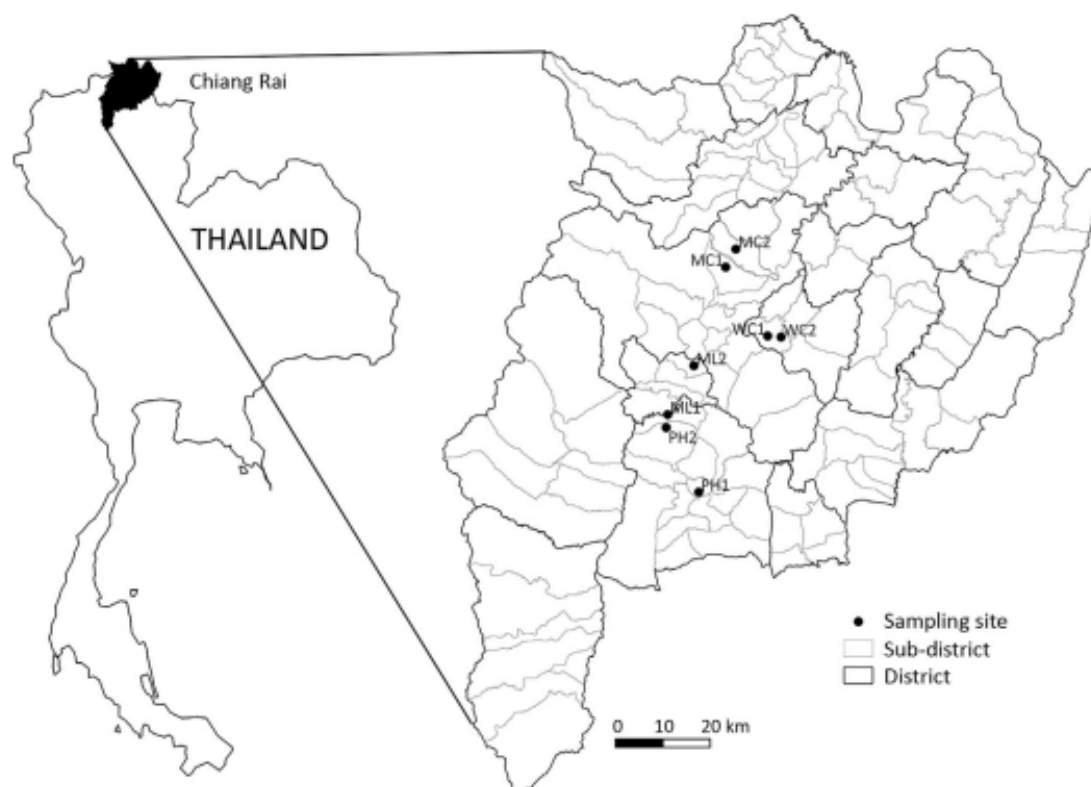 Chiang Rai
THAILAND
MC2
MC1
WC1
WC2
ML2
ML1
PH2
PH1
Sampling site
Sub-district
District
0 10 20 km